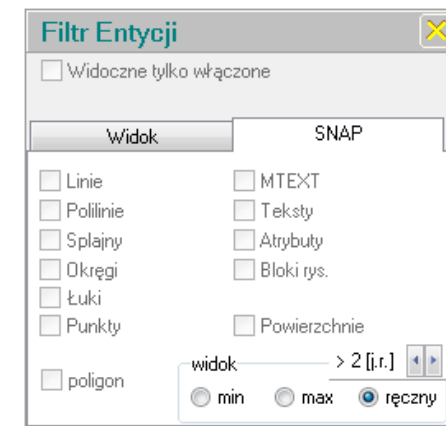 Filtr Entycji
Widoczne tylko włączone
Widok SNAP
Linie MTEXT
Polilinie Teksty
Splajny Atrybuty
Okręgi Bloki rys.
Łuki
Punkty Powierzchnie
widok > 2 [j.r.]
poligon
min max ręczny